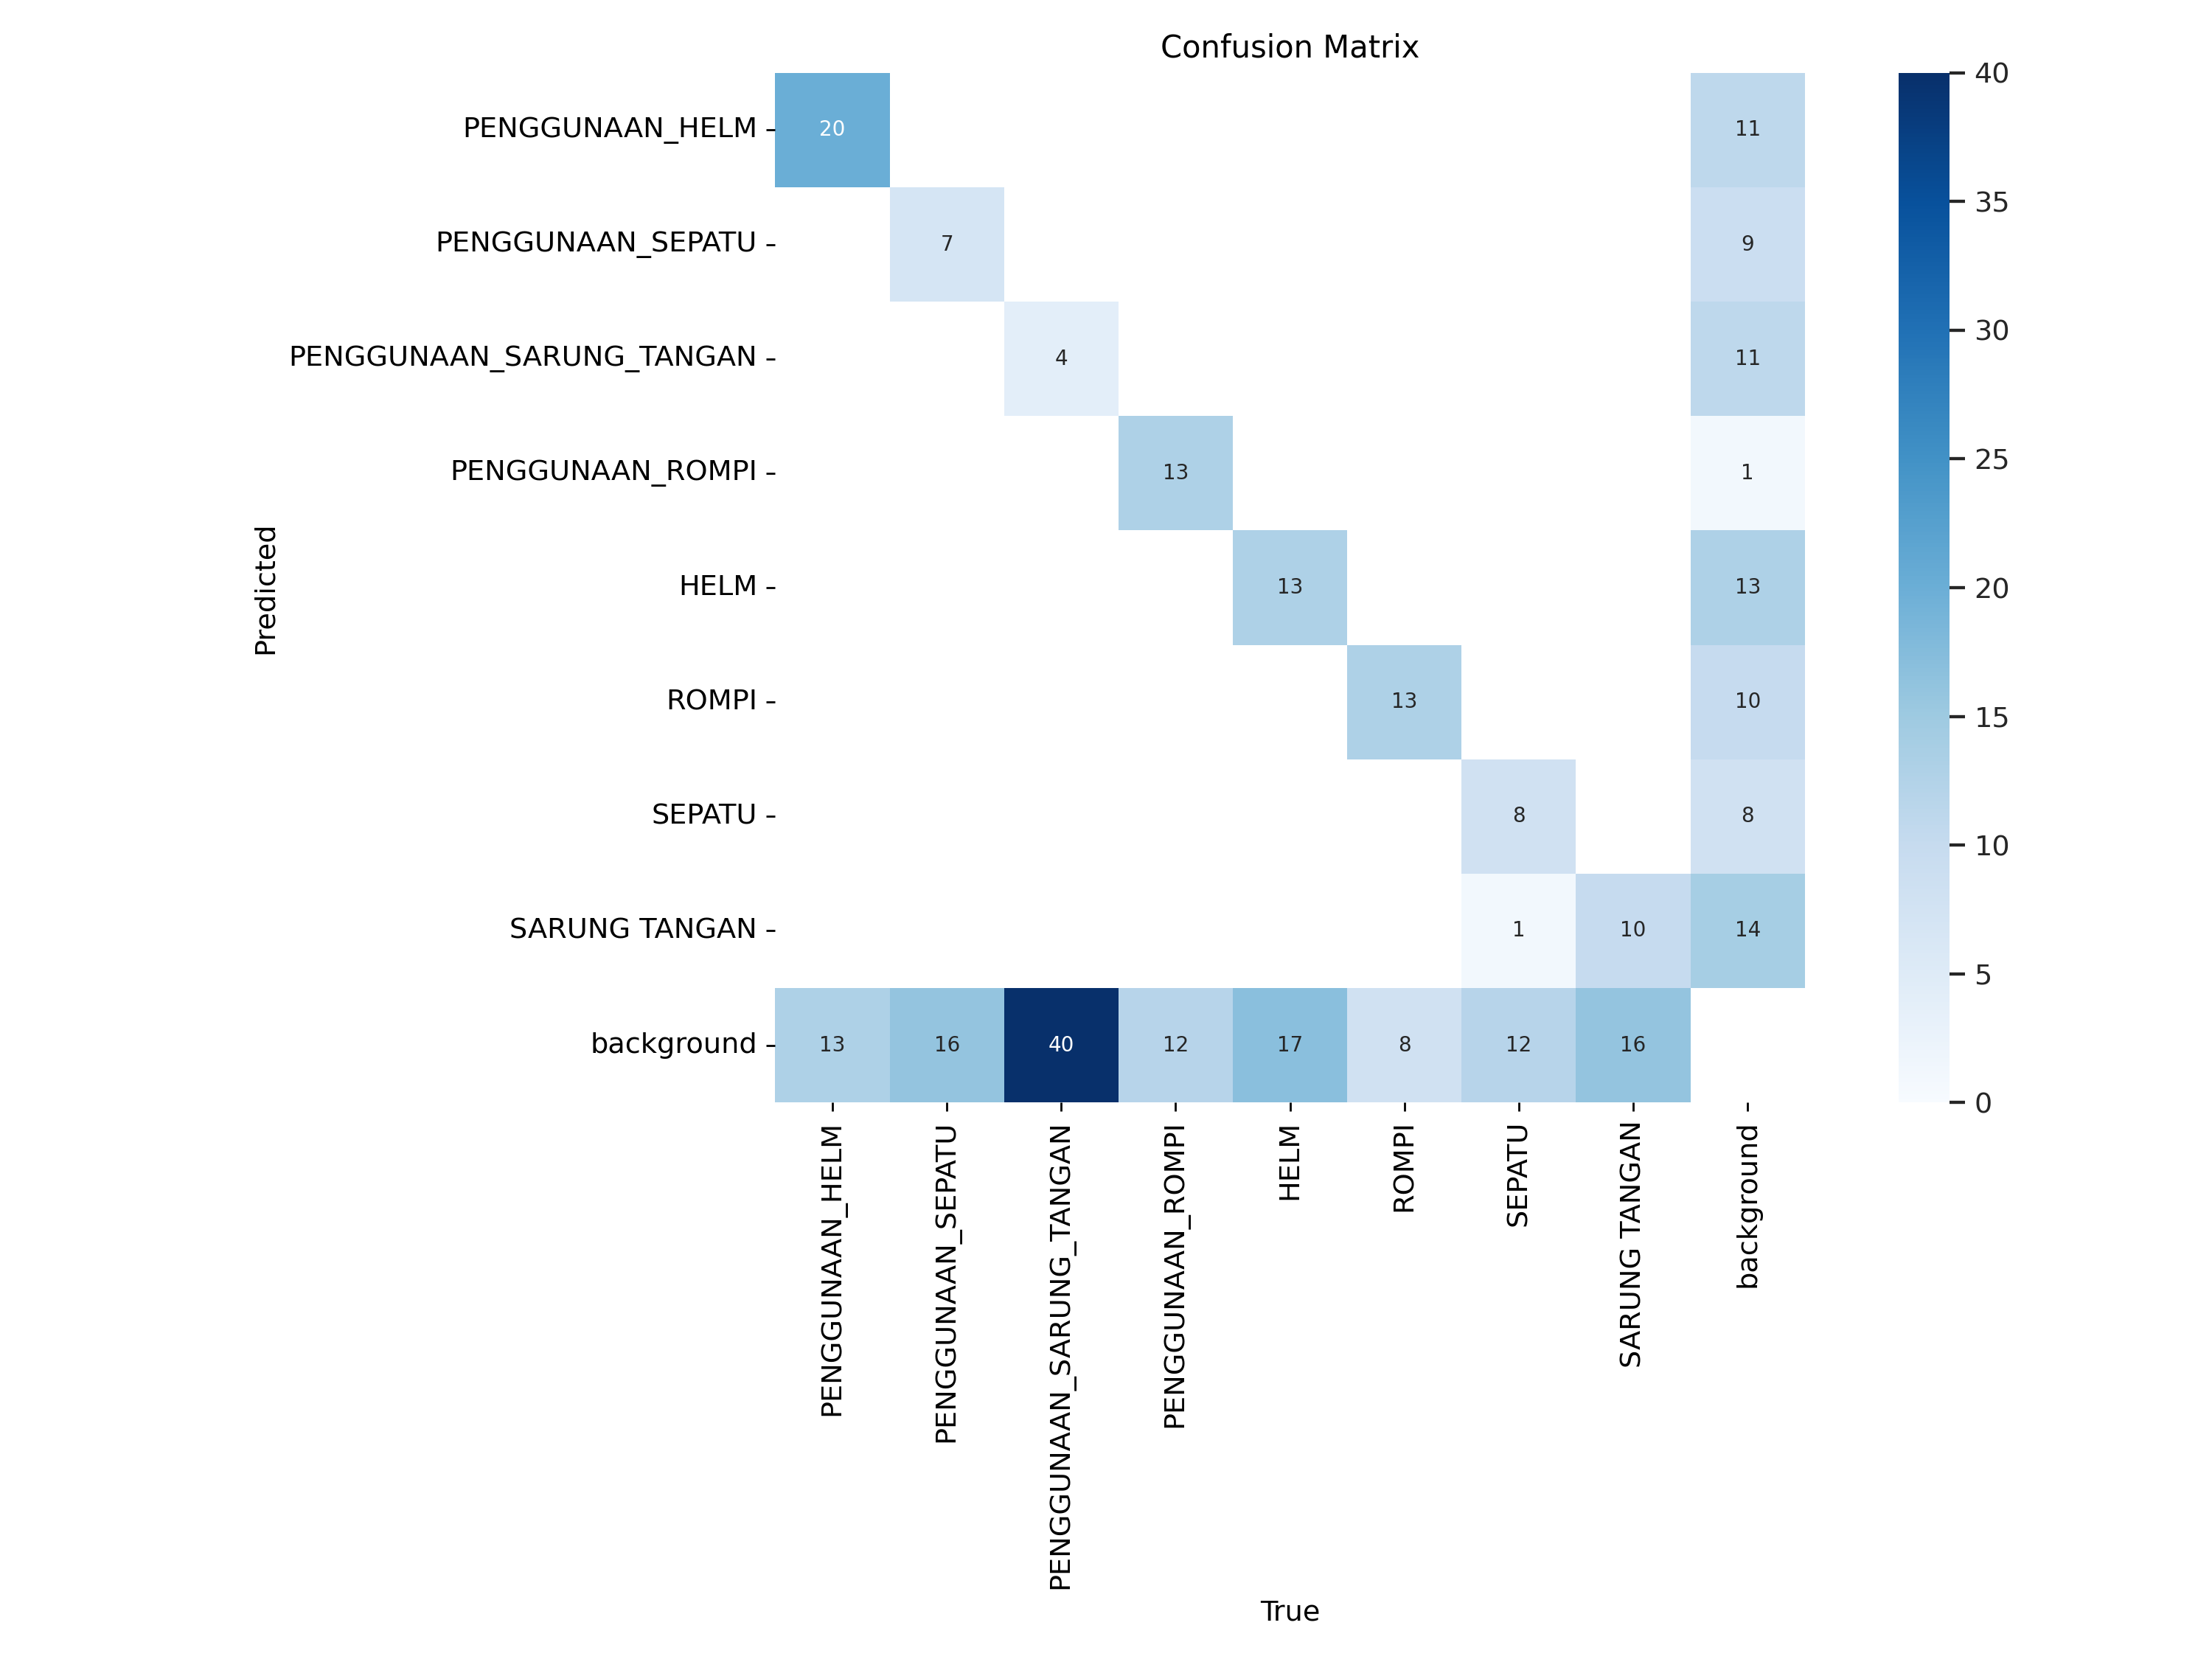 Confusion Matrix
PENGGUNAAN_HELM
20
11
PENGGUNAAN_SEPATU
7
9
PENGGUNAAN_SARUNG_TANGAN
4
11
PENGGUNAAN_ROMPI
13
1
HELM
13
13
ROMPI
13
10
SEPATU
8
8
SARUNG TANGAN
1
10
14
background
13
16
40
12
17
8
12
16
Predicted
PENGGUNAAN_HELM
PENGGUNAAN_SEPATU
PENGGUNAAN_SARUNG_TANGAN
PENGGUNAAN_ROMPI
HELM
ROMPI
SEPATU
SARUNG TANGAN
background
True
40
35
30
25
20
15
10
5
0